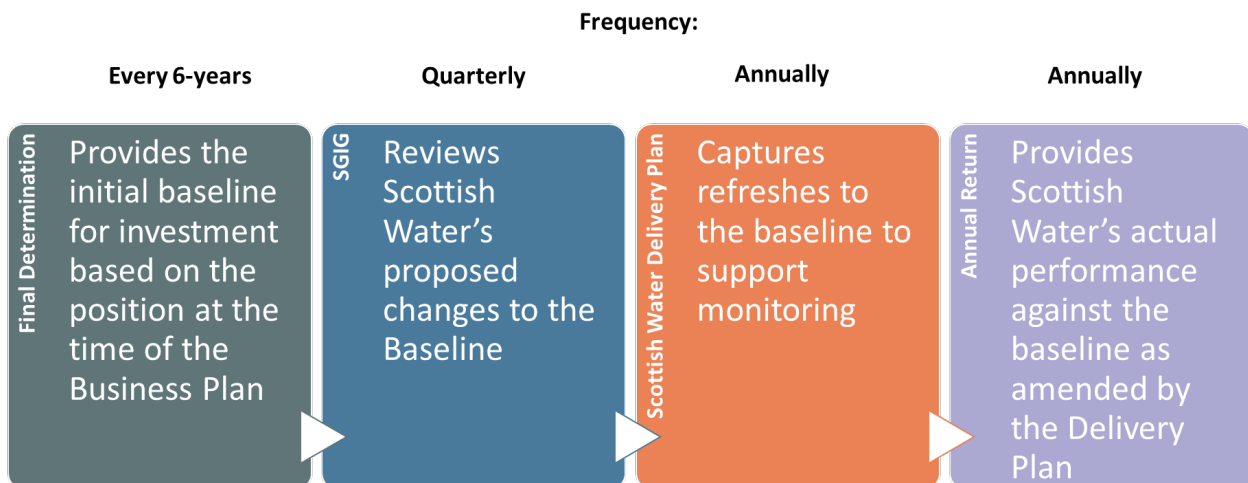 Frequency:
Every 6-years
Quarterly
Annually
Annually
Final Determination
Provides the
initial baseline
for investment
based on the
position at the
time of the
Business Plan
SGIG
Reviews
Scottish
Water’s
proposed
changes to the
Baseline
Scottish Water Delivery Plan
Captures
refreshes to
the baseline to
support
monitoring
Annual Return
Provides
Scottish
Water’s actual
performance
against the
baseline as
amended by
the Delivery
Plan